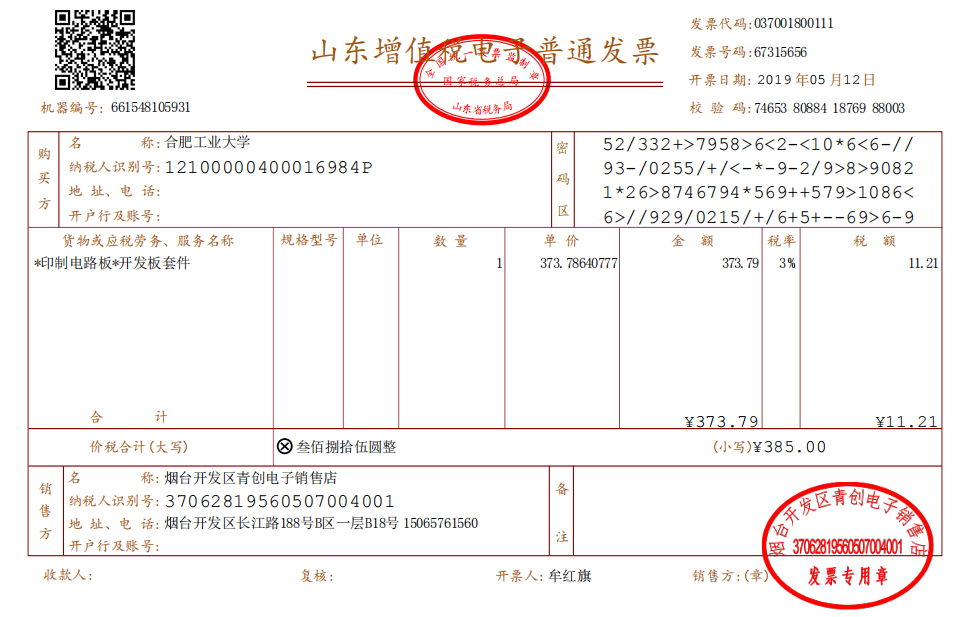 山东增值税电子普通发票
全国统一发票监制章
国家税务总局
山东省税务局
发票代码:037001800111
发票号码:67315656
开票日期: 2019年05月12日
校 验 码:74653 80884 18769 88003
机器编号: 661548105931
购买方
名 称:合肥工业大学
纳税人识别号:12100000400016984P
地 址、电 话:
开户行及账号:
密码区
52/332+>7958>6<2-<10*6<6-//
93-/0255/+/<-*-9-2/9>8>9082
1*26>8746794*569++579>1086<
6>//929/0215/+/6+5+--69>6-9
货物或应税劳务、服务名称 规格型号 单位 数 量 单 价 金 额 税率 税 额
*印制电路板*开发板套件 1 373.78640777 373.79 3% 11.21
合 计 ¥373.79 ¥11.21
价税合计(大写) ⊗叁佰捌拾伍圆整 (小写)¥385.00
销售方
名 称:烟台开发区青创电子销售店
纳税人识别号:37062819560507004001
地 址、电 话:烟台开发区长江路188号B区一层B18号 15065761560
开户行及账号:
备注
收款人: 复核: 开票人:牟红旗 销售方:(章)
烟台开发区青创电子销售店
37062819560507004001
发票专用章